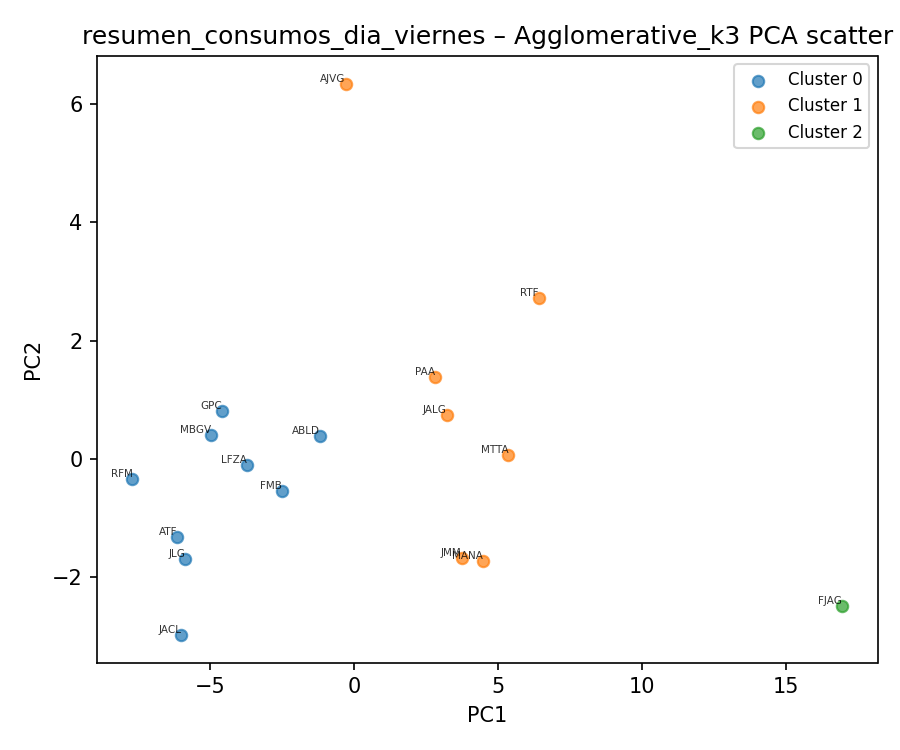 resumen_consumos_dia_viernes – Agglomerative_k3 PCA scatter
Cluster 0
Cluster 1
Cluster 2
AJVG
RTF
PAA
JALG
MTTA
GPC
MBGV
ABLD
LFZA
RFM
FMB
ATF
JLG
JMM
MANA
JACL
FJAG
6
4
2
0
−2
PC2
−5
0
5
10
15
PC1